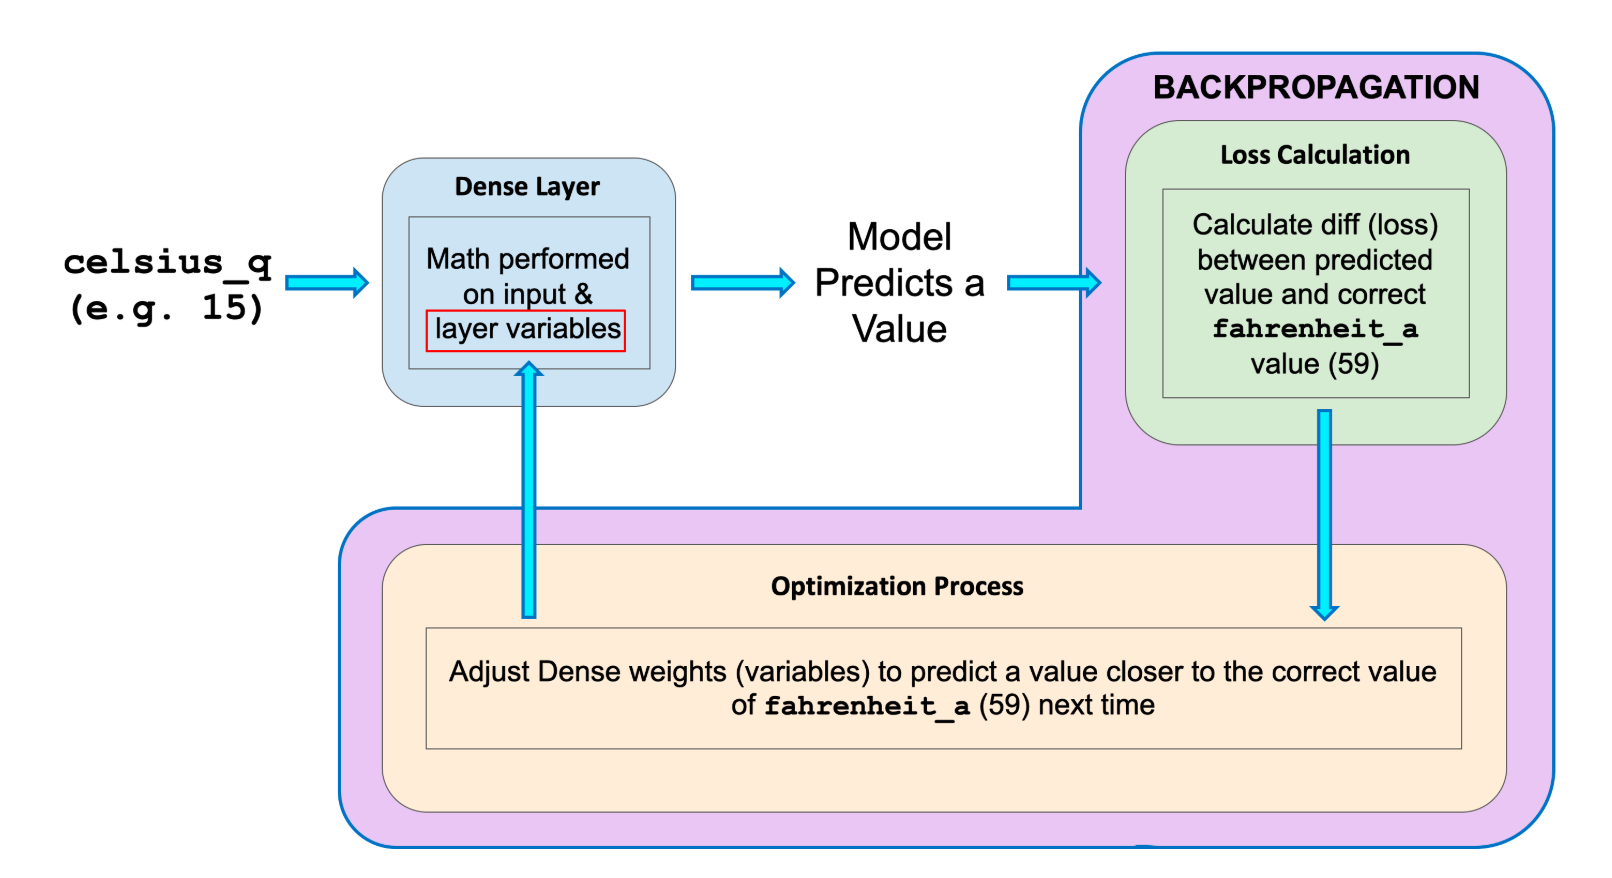 BACKPROPAGATION
Loss Calculation
Calculate diff (loss)
between predicted
value and correct
fahrenheit_a
value (59)
Dense Layer
Math performed
on input &
layer variables
celsius_q
(e.g. 15)
Model
Predicts a
Value
Optimization Process
Adjust Dense weights (variables) to predict a value closer to the correct value
of fahrenheit_a (59) next time